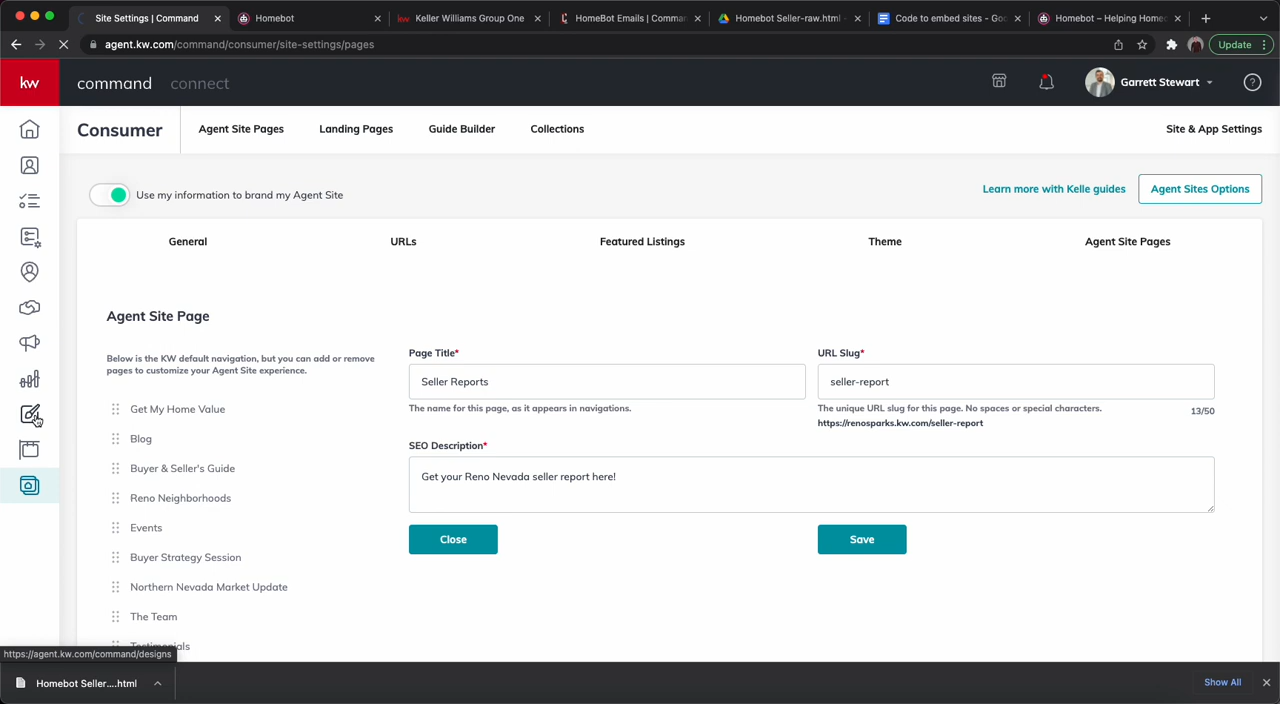 Site Settings | Command
Homebot
Keller Williams Group One
HomeBot Emails | Comman
Homebot Seller-raw.html -
Code to embed sites - Goo
Homebot – Helping Home
agent.kw.com/command/consumer/site-settings/pages
Update
kw
command
connect
Garrett Stewart
Consumer
Agent Site Pages
Landing Pages
Guide Builder
Collections
Site & App Settings
Use my information to brand my Agent Site
Learn more with Kelle guides
Agent Sites Options
General
URLs
Featured Listings
Theme
Agent Site Pages
Agent Site Page
Below is the KW default navigation, but you can add or remove
pages to customize your Agent Site experience.
Get My Home Value
Blog
Buyer & Seller's Guide
Reno Neighborhoods
Events
Buyer Strategy Session
Northern Nevada Market Update
The Team
Testimonials
Page Title*
Seller Reports
The name for this page, as it appears in navigations.
URL Slug*
seller-report
The unique URL slug for this page. No spaces or special characters.
13/50
https://renosparks.kw.com/seller-report
SEO Description*
Get your Reno Nevada seller report here!
Close
Save
https://agent.kw.com/command/designs
Homebot Seller....html
Show All